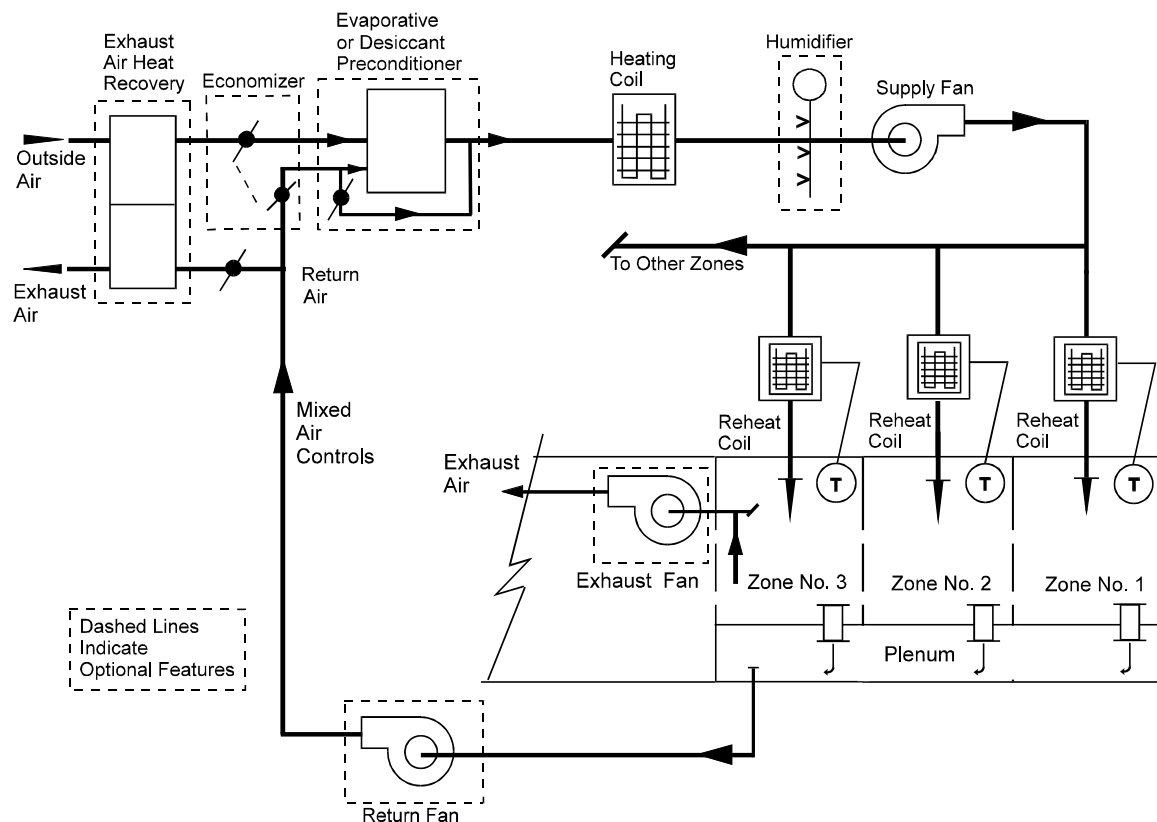 Exhaust
Air Heat
Recovery
Economizer
Evaporative
or Desiccant
Preconditioner
Heating
Coil
Humidifier
Supply Fan
Outside
Air
Exhaust
Air
Return
Air
To Other Zones
Mixed
Air
Controls
Reheat
Coil
Reheat
Coil
Reheat
Coil
Exhaust
Air
T
T
T
Exhaust Fan
Zone No. 3
Zone No. 2
Zone No. 1
Plenum
Dashed Lines
Indicate
Optional Features
Return Fan